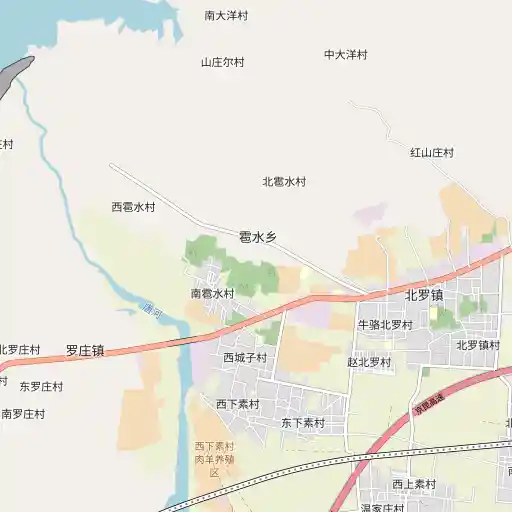 南大洋村
中大洋村
山庄尔村
庄村
红山庄村
北雹水村
西雹水村
雹水乡
南雹水村
北罗镇
唐河
牛骆北罗村
北罗庄村
罗庄镇
西城子村
赵北罗村
北罗镇村
村
东罗庄村
西下素村
京昆高速
南罗庄村
东下素村
西下素村
肉羊养殖
区
西上素村
温家庄村